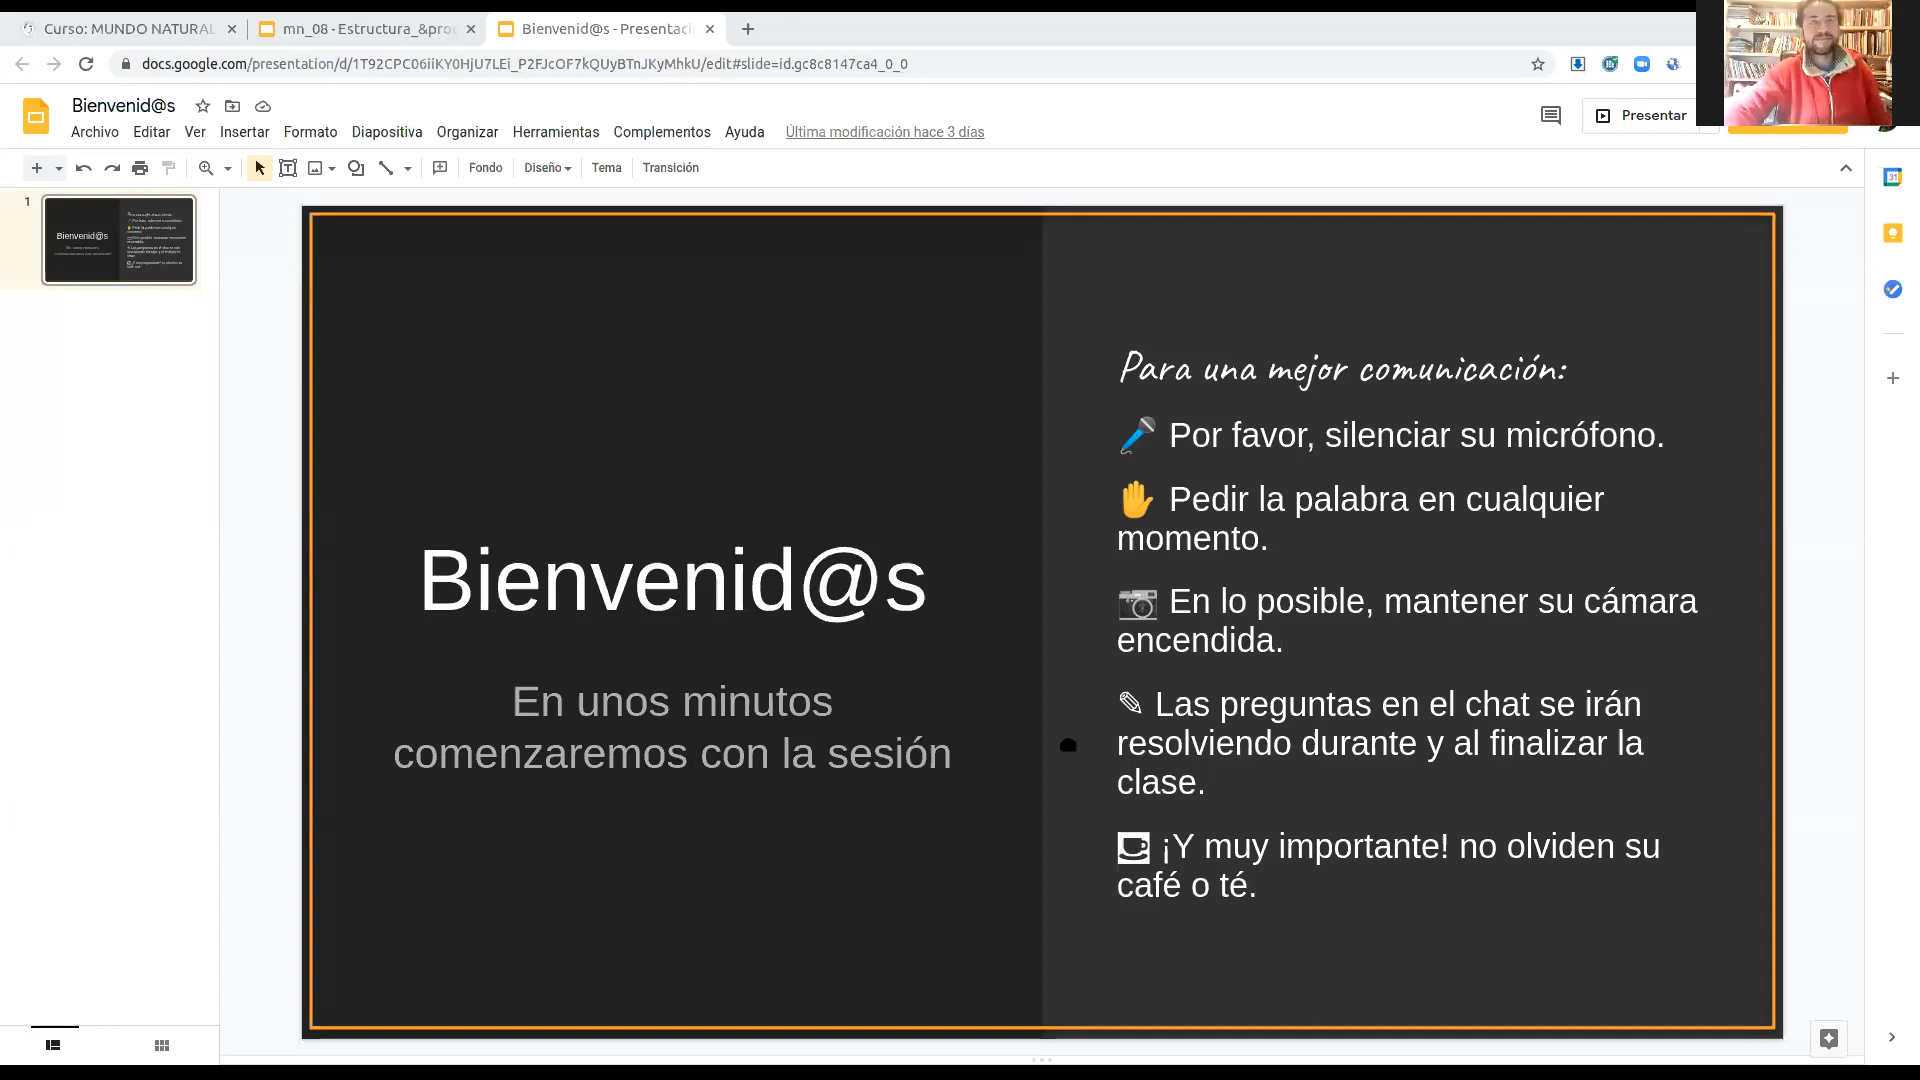 Curso: MUNDO NATURAL
mn_08 - Estructura_&proc
Bienvenid@s - Presentaci
docs.google.com/presentation/d/1T92CPC06iiKY0HjU7LEi_P2FJcOF7kQUyBTnJKyMhkU/edit#slide=id.gc8c8147ca4_0_0
Bienvenid@s
Archivo Editar Ver Insertar Formato Diapositiva Organizar Herramientas Complementos Ayuda Última modificación hace 3 días
Presentar
Fondo Diseño Tema Transición
1
Bienvenid@s
En unos minutos
comenzaremos con la sesión
Para una mejor comunicación:
🎤 Por favor, silenciar su micrófono.
✋ Pedir la palabra en cualquier
momento.
📷 En lo posible, mantener su cámara
encendida.
✎ Las preguntas en el chat se irán
resolviendo durante y al finalizar la
clase.
¡Y muy importante! no olviden su
café o té.
31